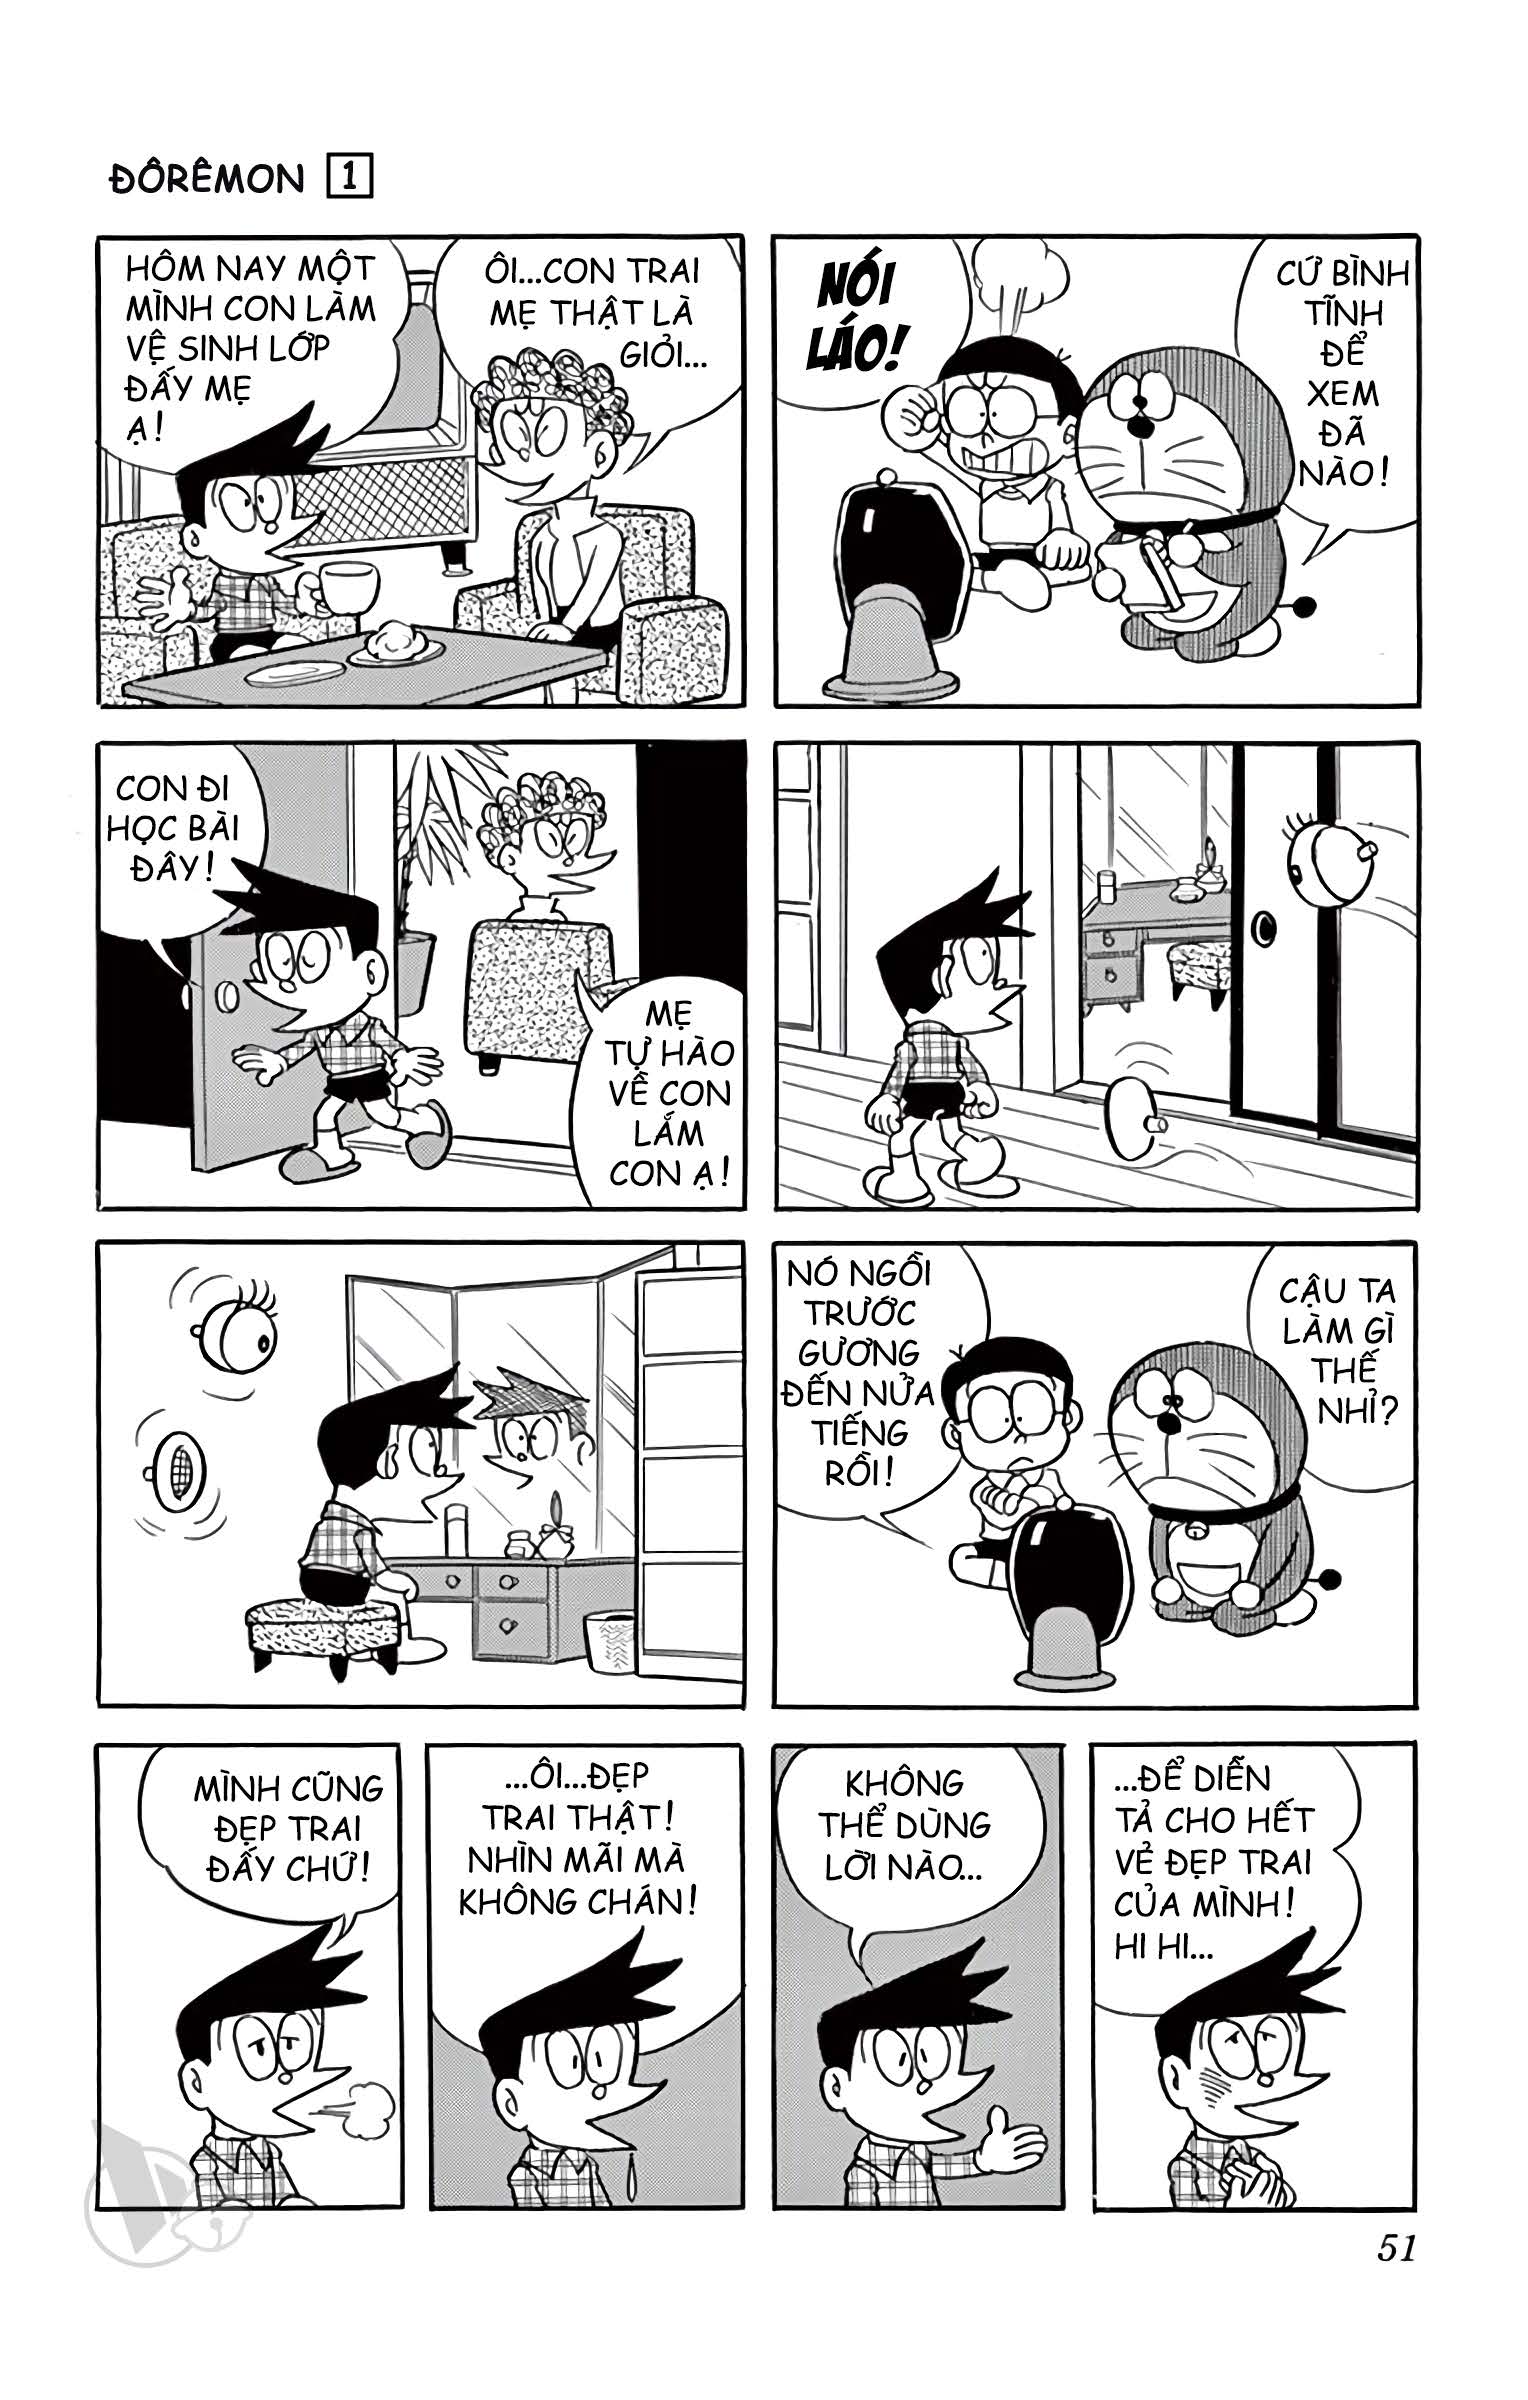 ĐÔRÊMON 1
HÔM NAY MỘT
MÌNH CON LÀM
VỆ SINH LỚP
ĐẤY MẸ
Ạ!
ÔI...CON TRAI
MẸ THẬT LÀ
GIỎI...
NÓI
LÁO!
CỨ BÌNH
TĨNH
ĐỂ
XEM
ĐÃ
NÀO!
CON ĐI
HỌC BÀI
ĐÂY!
MẸ
TỰ HÀO
VỀ CON
LẮM
CON Ạ!
NÓ NGỒI
TRƯỚC
GƯƠNG
ĐẾN NỬA
TIẾNG
RỒI!
CẬU TA
LÀM GÌ
THẾ
NHỈ?
MÌNH CŨNG
ĐẸP TRAI
ĐẤY CHỨ!
...ÔI...ĐẸP
TRAI THẬT!
NHÌN MÃI MÀ
KHÔNG CHÁN!
KHÔNG
THỂ DÙNG
LỜI NÀO...
...ĐỂ DIỄN
TẢ CHO HẾT
VẺ ĐẸP TRAI
CỦA MÌNH!
HI HI...
51